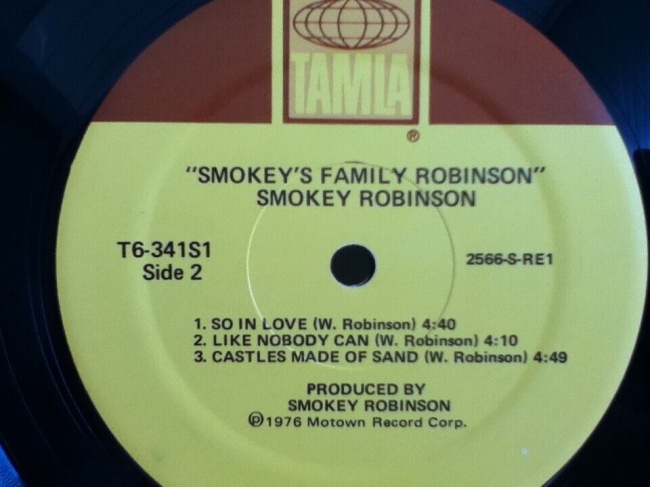 TAMLA
®
"SMOKEY'S FAMILY ROBINSON"
SMOKEY ROBINSON
T6-341S1
Side 2
2566-S-RE1
1. SO IN LOVE (W. Robinson) 4:40
2. LIKE NOBODY CAN (W. Robinson) 4:10
3. CASTLES MADE OF SAND (W. Robinson) 4:49
PRODUCED BY
SMOKEY ROBINSON
℗1976 Motown Record Corp.